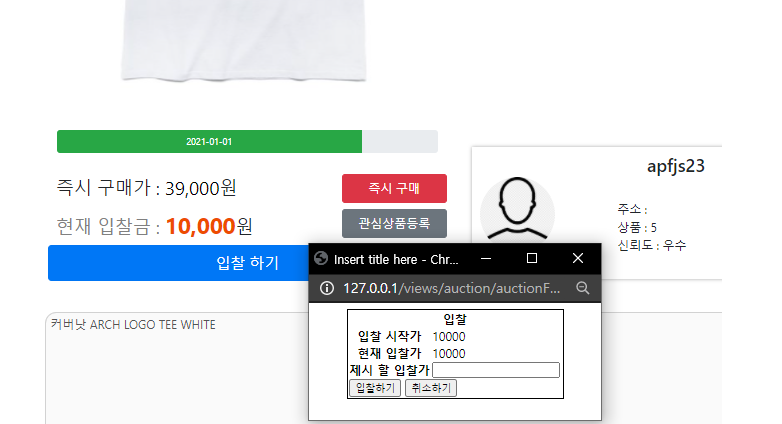 2021-01-01
즉시 구매가 : 39,000원
즉시 구매
현재 입찰금 : 10,000원
관심상품등록
입찰 하기
apfjs23
주소 :
상품 : 5
신뢰도 : 우수
Insert title here - Chr...
127.0.0.1/views/auction/auctionF...
입찰
입찰 시작가 10000
현재 입찰가 10000
제시 할 입찰가
입찰하기 취소하기
커버낫 ARCH LOGO TEE WHITE